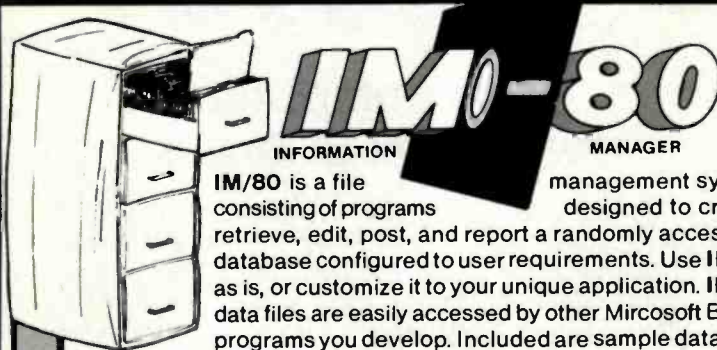 IM-80
INFORMATION MANAGER
IM/80 is a file management sy
consisting of programs designed to cr
retrieve, edit, post, and report a randomly acces
database configured to user requirements. Use I
as is, or customize it to your unique application. I
data files are easily accessed by other Mircosoft B
programs you develop. Included are sample data